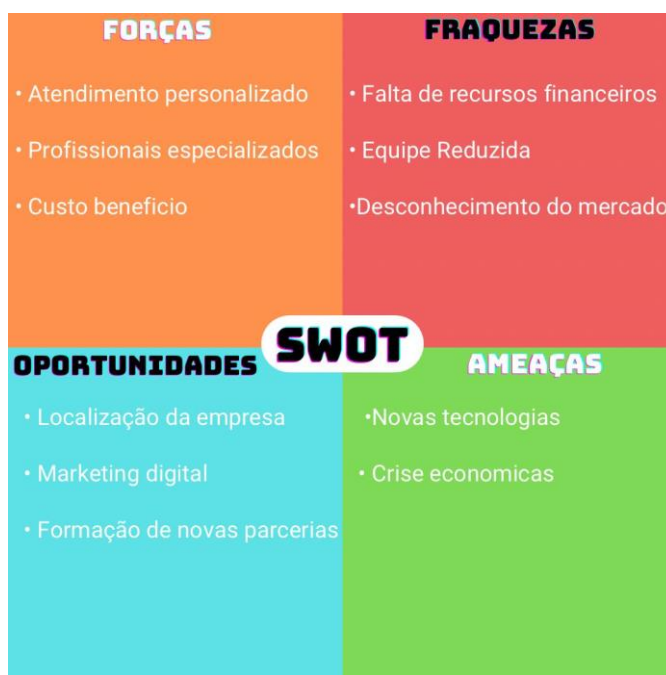 FORÇAS
• Atendimento personalizado
• Profissionais especializados
• Custo beneficio
FRAQUEZAS
• Falta de recursos financeiros
• Equipe Reduzida
•Desconhecimento do mercado
SWOT
OPORTUNIDADES
• Localização da empresa
• Marketing digital
• Formação de novas parcerias
AMEAÇAS
•Novas tecnologias
• Crise economicas